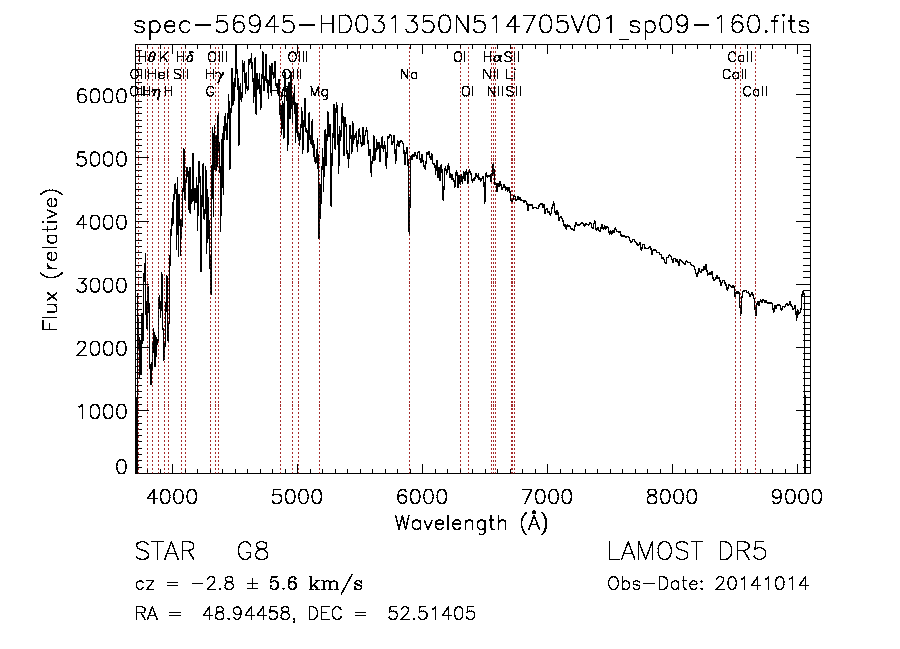 spec-56945-HD031350N514705V01_sp09-160.fits
Hθ K Hδ OIII OIII OI Hα SII CaII
OII HeI SII Hγ OIII NII Li CaII
OII Hη H G Mg OI NII SII CaII
Na
6000
5000
4000
3000
2000
1000
0
Flux (relative)
4000 5000 6000 7000 8000 9000
Wavelength (Å)
STAR G8 LAMOST DR5
cz = -2.8 ± 5.6 km/s Obs-Date: 20141014
RA = 48.94458, DEC = 52.51405